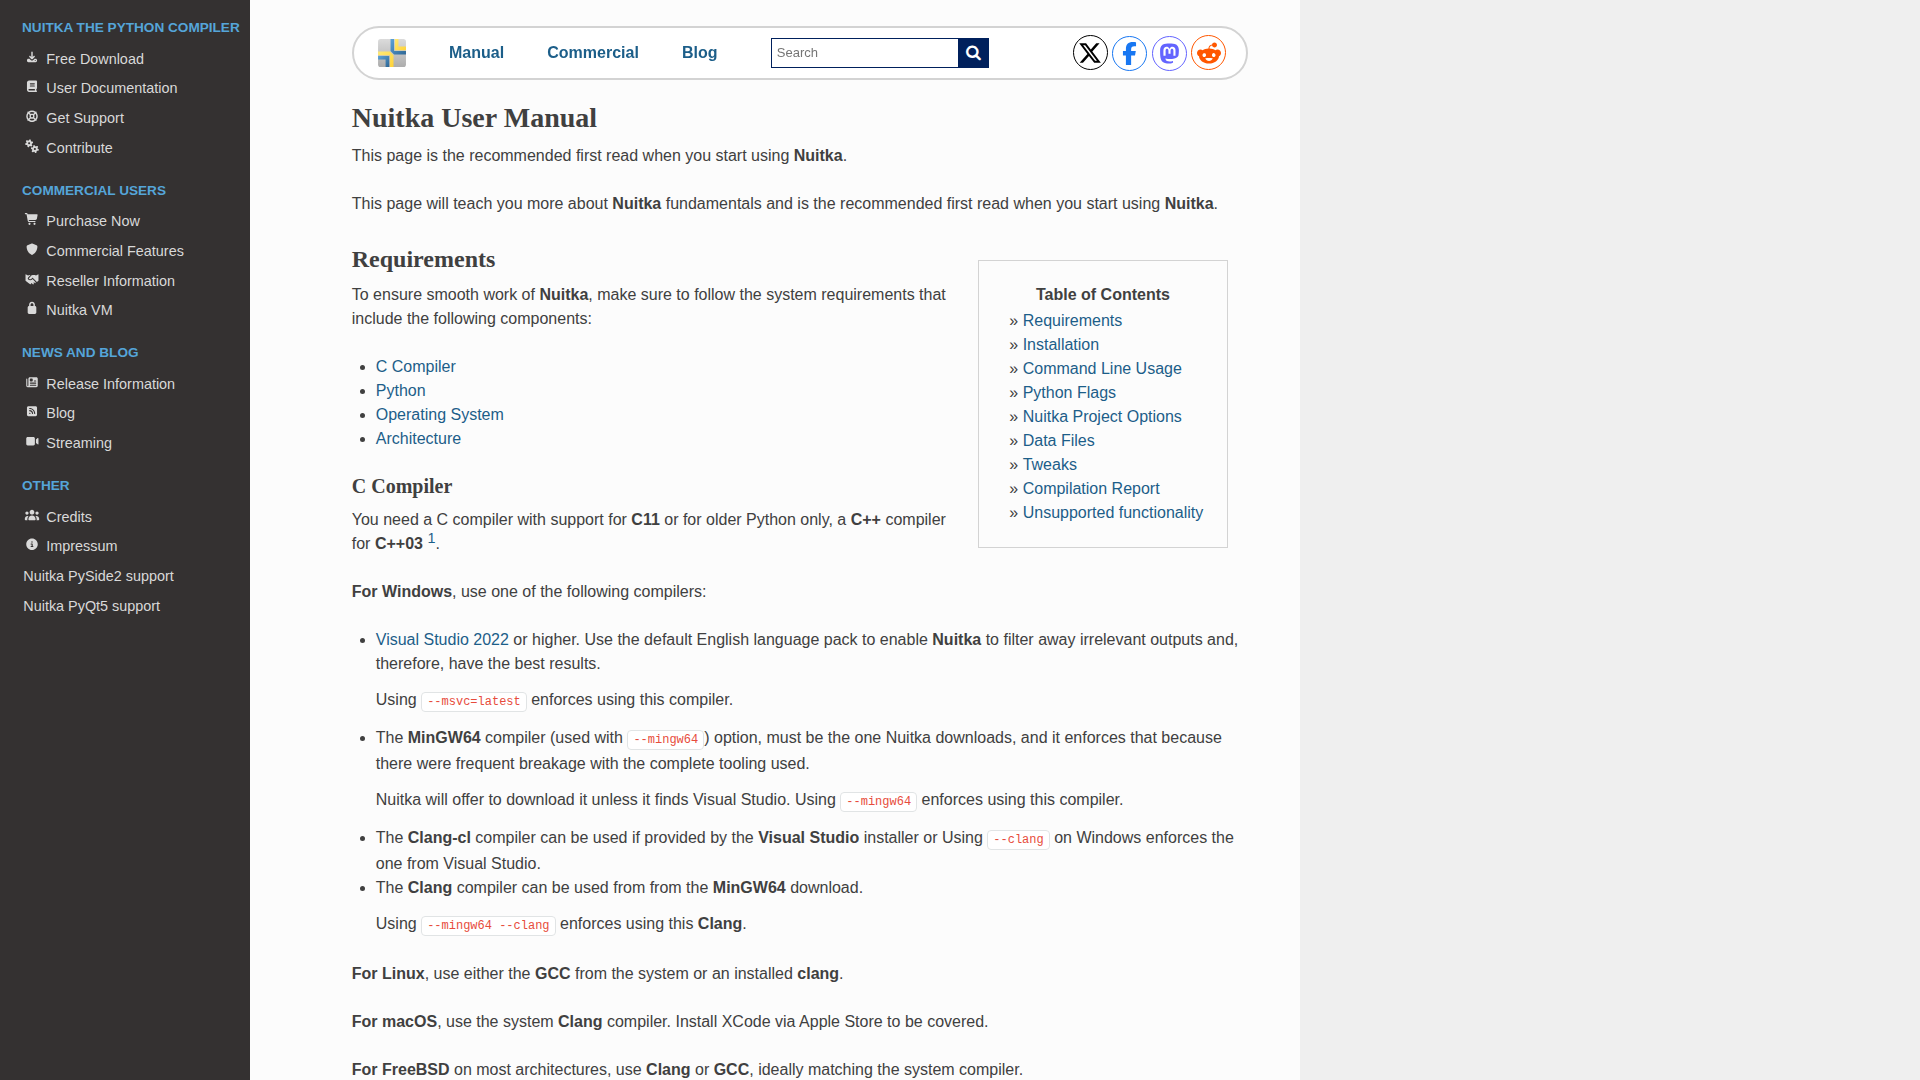 NUITKA THE PYTHON COMPILER
Free Download
User Documentation
Get Support
Contribute
COMMERCIAL USERS
Purchase Now
Commercial Features
Reseller Information
Nuitka VM
NEWS AND BLOG
Release Information
Blog
Streaming
OTHER
Credits
Impressum
Nuitka PySide2 support
Nuitka PyQt5 support
Manual Commercial Blog Search
Nuitka User Manual
This page is the recommended first read when you start using Nuitka.
This page will teach you more about Nuitka fundamentals and is the recommended first read when you start using Nuitka.
Requirements
To ensure smooth work of Nuitka, make sure to follow the system requirements that
include the following components:
• C Compiler
• Python
• Operating System
• Architecture
Table of Contents
» Requirements
» Installation
» Command Line Usage
» Python Flags
» Nuitka Project Options
» Data Files
» Tweaks
» Compilation Report
» Unsupported functionality
C Compiler
You need a C compiler with support for C11 or for older Python only, a C++ compiler
for C++03 1.
For Windows, use one of the following compilers:
• Visual Studio 2022 or higher. Use the default English language pack to enable Nuitka to filter away irrelevant outputs and,
therefore, have the best results.
Using --msvc=latest enforces using this compiler.
• The MinGW64 compiler (used with --mingw64) option, must be the one Nuitka downloads, and it enforces that because
there were frequent breakage with the complete tooling used.
Nuitka will offer to download it unless it finds Visual Studio. Using --mingw64 enforces using this compiler.
• The Clang-cl compiler can be used if provided by the Visual Studio installer or Using --clang on Windows enforces the
one from Visual Studio.
• The Clang compiler can be used from from the MinGW64 download.
Using --mingw64 --clang enforces using this Clang.
For Linux, use either the GCC from the system or an installed clang.
For macOS, use the system Clang compiler. Install XCode via Apple Store to be covered.
For FreeBSD on most architectures, use Clang or GCC, ideally matching the system compiler.